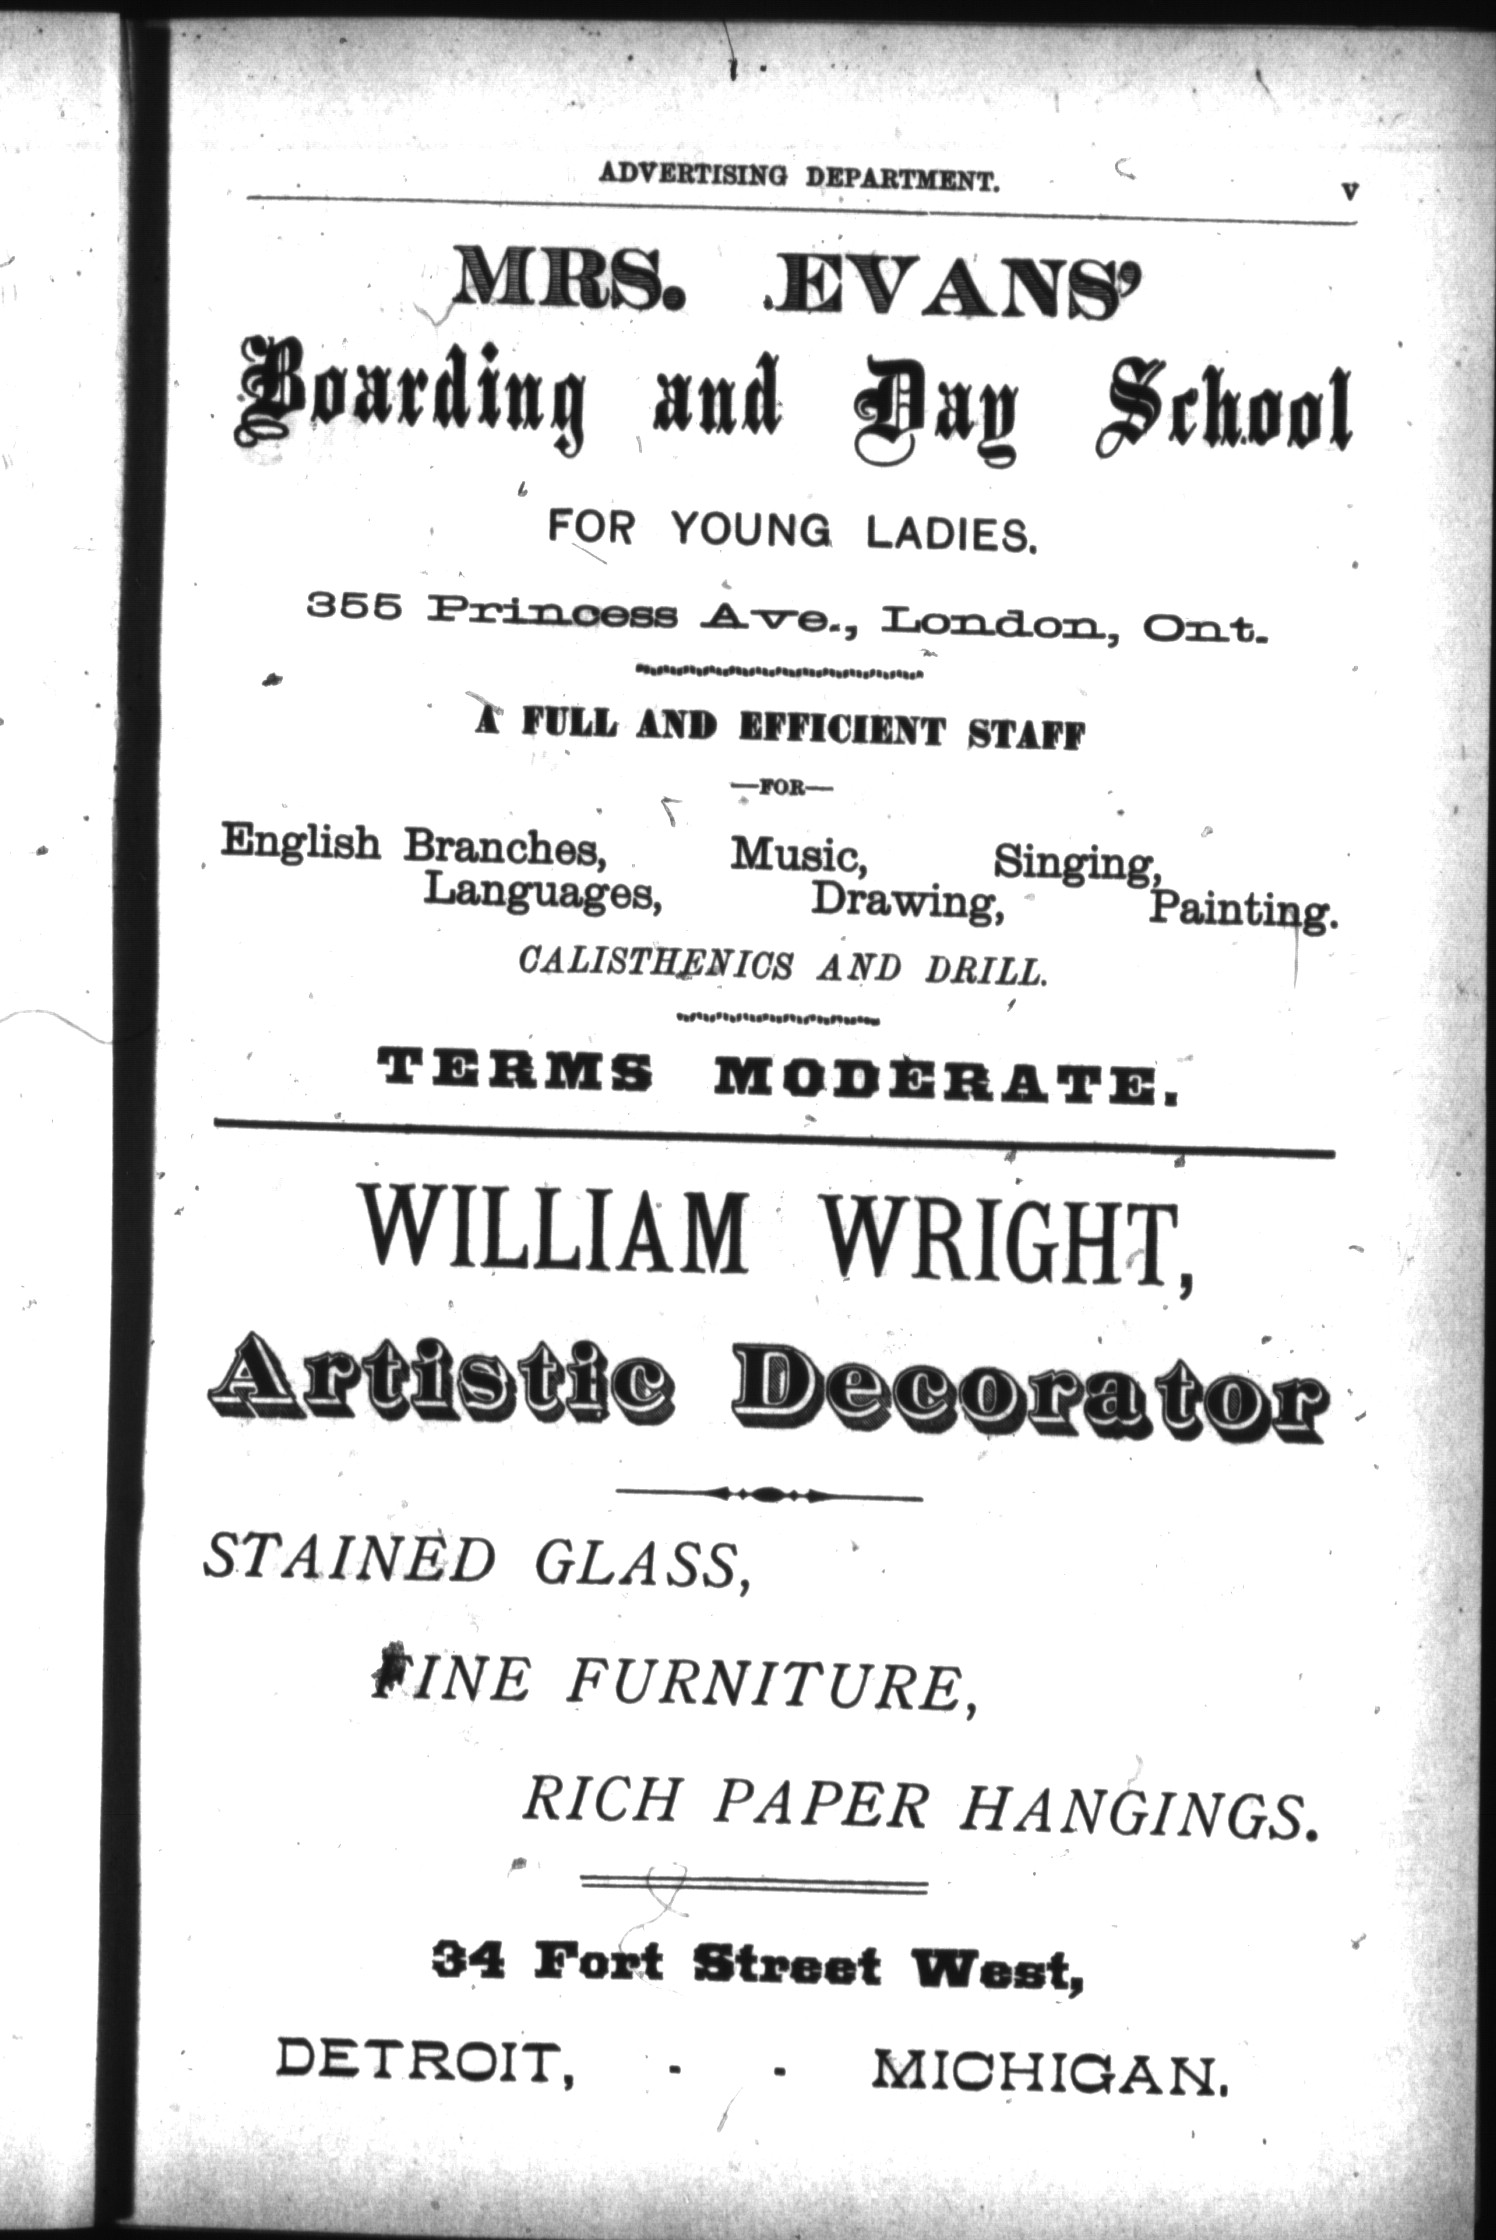 ADVERTISING DEPARTMENT. v
MRS. EVANS'
Boarding and Day School
FOR YOUNG LADIES.
355 Princess Ave., London, Ont.
A FULL AND EFFICIENT STAFF
—FOR—
English Branches, Music, Singing,
Languages, Drawing, Painting.
CALISTHENICS AND DRILL.
TERMS MODERATE.
WILLIAM WRIGHT,
Artistic Decorator
STAINED GLASS,
FINE FURNITURE,
RICH PAPER HANGINGS.
34 Fort Street West,
DETROIT, - - MICHIGAN.